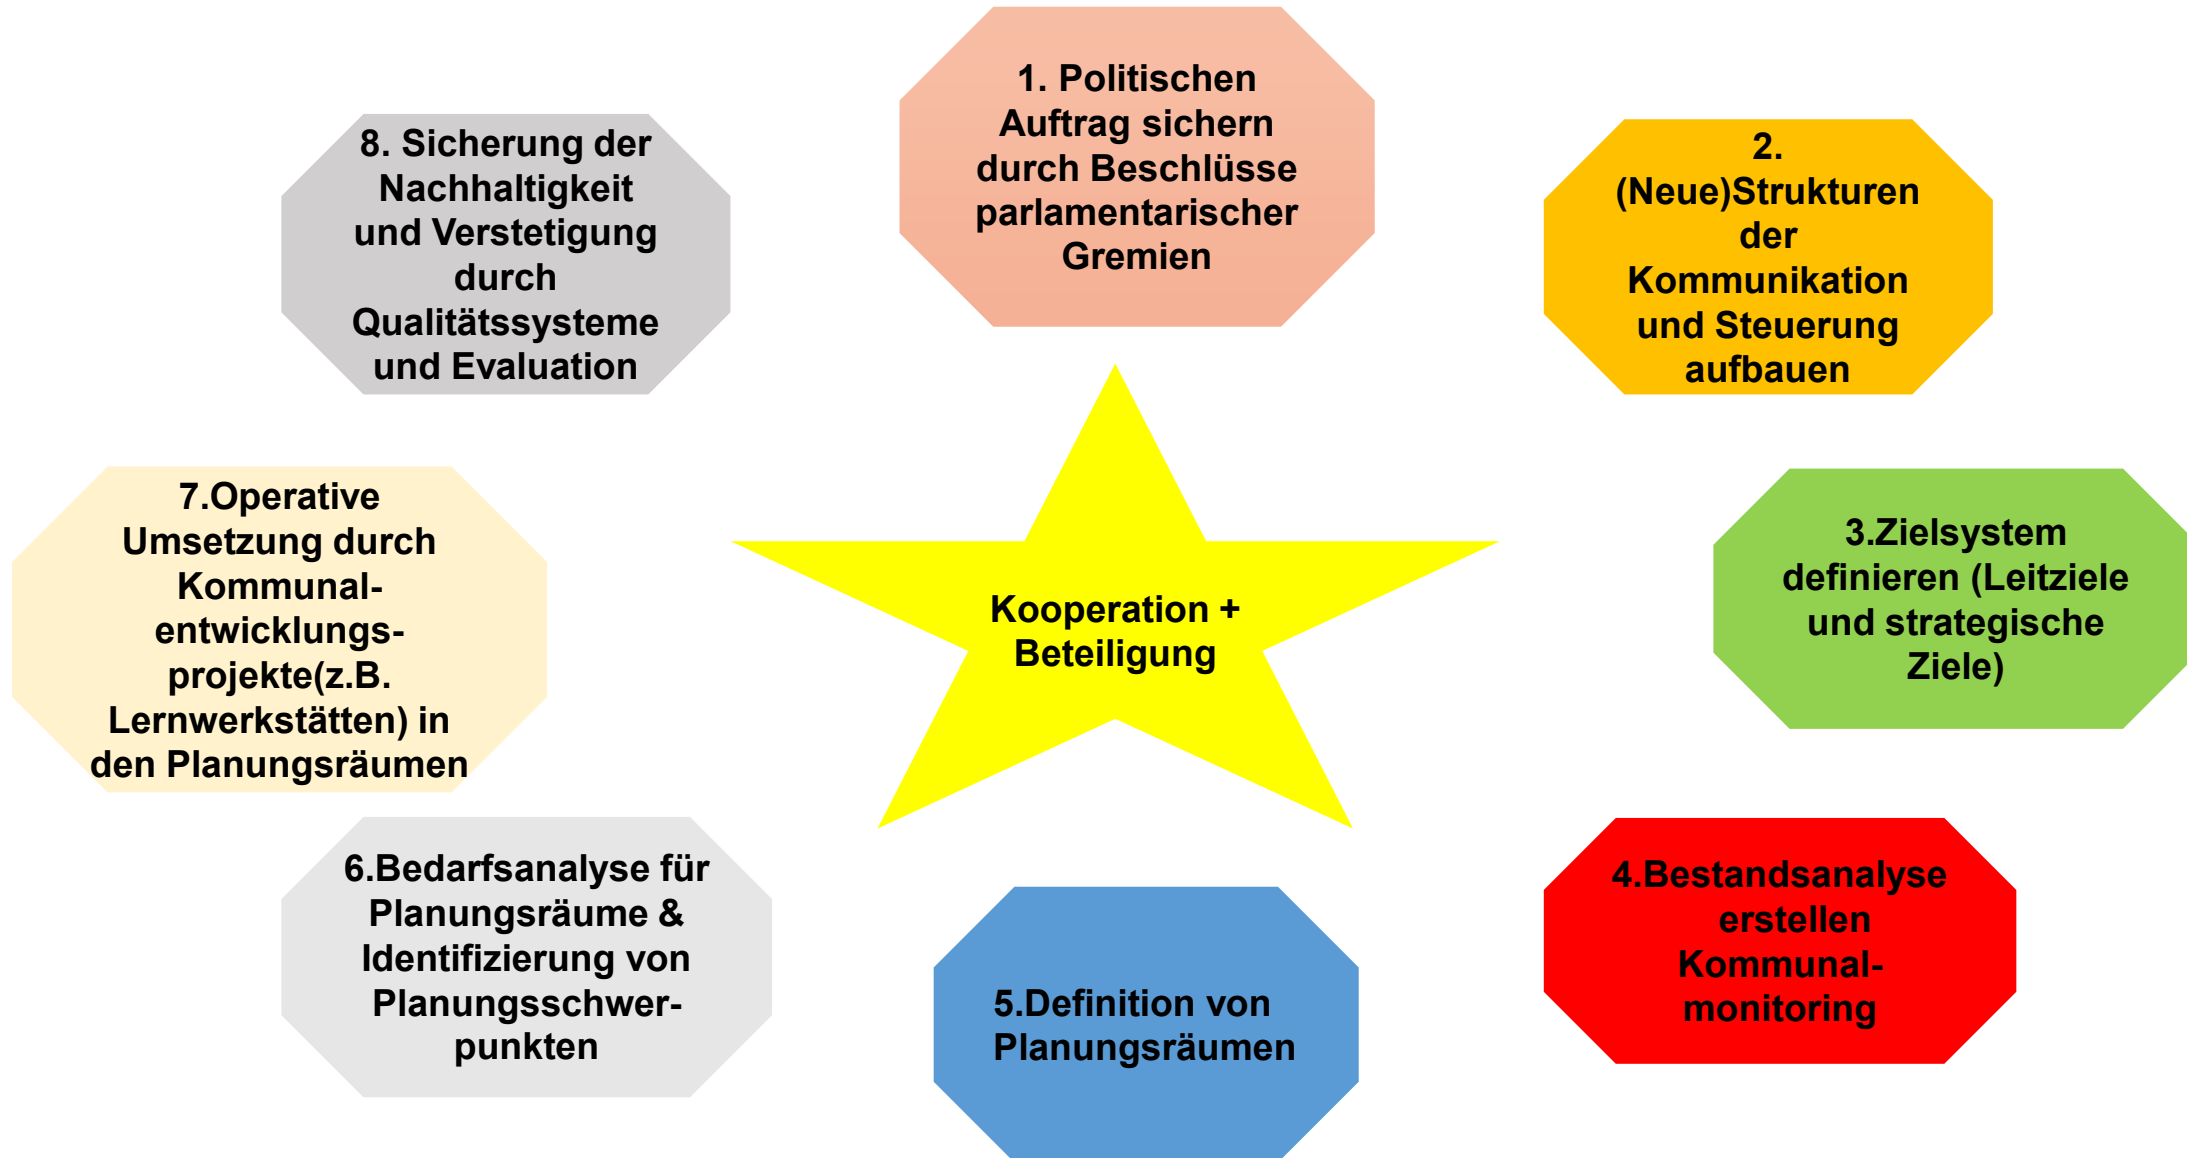 1. Politischen
Auftrag sichern
durch Beschlüsse
parlamentarischer
Gremien
2.
(Neue)Strukturen
der
Kommunikation
und Steuerung
aufbauen
3.Zielsystem
definieren (Leitziele
und strategische
Ziele)
4.Bestandsanalyse
erstellen
Kommunal-
monitoring
5.Definition von
Planungsräumen
6.Bedarfsanalyse für
Planungsräume &
Identifizierung von
Planungsschwer-
punkten
7.Operative
Umsetzung durch
Kommunal-
entwicklungs-
projekte(z.B.
Lernwerkstätten) in
den Planungsräumen
8. Sicherung der
Nachhaltigkeit
und Verstetigung
durch
Qualitätssysteme
und Evaluation
Kooperation +
Beteiligung